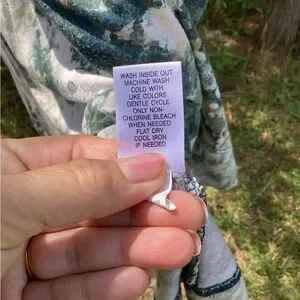 WASH INSIDE OUT
MACHINE WASH
COLD WITH
LIKE COLORS
GENTLE CYCLE
ONLY NON-
CHLORINE BLEACH
WHEN NEEDED
FLAT DRY
COOL IRON
IF NEEDED